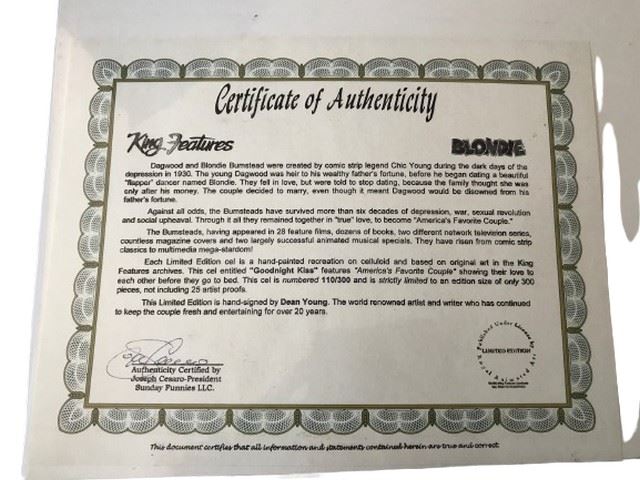 Certificate of Authenticity
King Features
BLONDIE
Dagwood and Blondie Bumstead were created by comic strip legend Chic Young during the dark days of the
depression in 1930. The young Dagwood was heir to his wealthy father's fortune, before he began dating a beautiful
"flapper" dancer named Blondie. They fell in love, but were told to stop dating, because the family thought she was
only after his money. The couple decided to marry, even though it meant Dagwood would be disowned from his
father's fortune.
Against all odds, the Bumsteads have survived more than six decades of depression, war, sexual revolution
and social upheaval. Through it all they remained together in "true" love, to become "America's Favorite Couple."
The Bumsteads, having appeared in 28 feature films, dozens of books, two different network television series,
countless magazine covers and two largely successful animated musical specials. They have risen from comic strip
classics to multimedia mega-stardom!
Each Limited Edition cel is a hand-painted recreation on celluloid and based on original art in the King
Features archives. This cel entitled "Goodnight Kiss" features "America's Favorite Couple" showing their love to
each other before they go to bed. This cel is numbered 110/300 and is strictly limited to an edition size of only 300
pieces, not including 25 artist proofs.
This Limited Edition is hand-signed by Dean Young. The world renowned artist and writer who has continued
to keep the couple fresh and entertaining for over 20 years.
Authenticity Certified by
Joseph Cesaro-President
Sunday Funnies LLC.
Published Under License by
LIMITED EDITION
Animated Art
This document certifies that all information and statements contained herein are true and correct